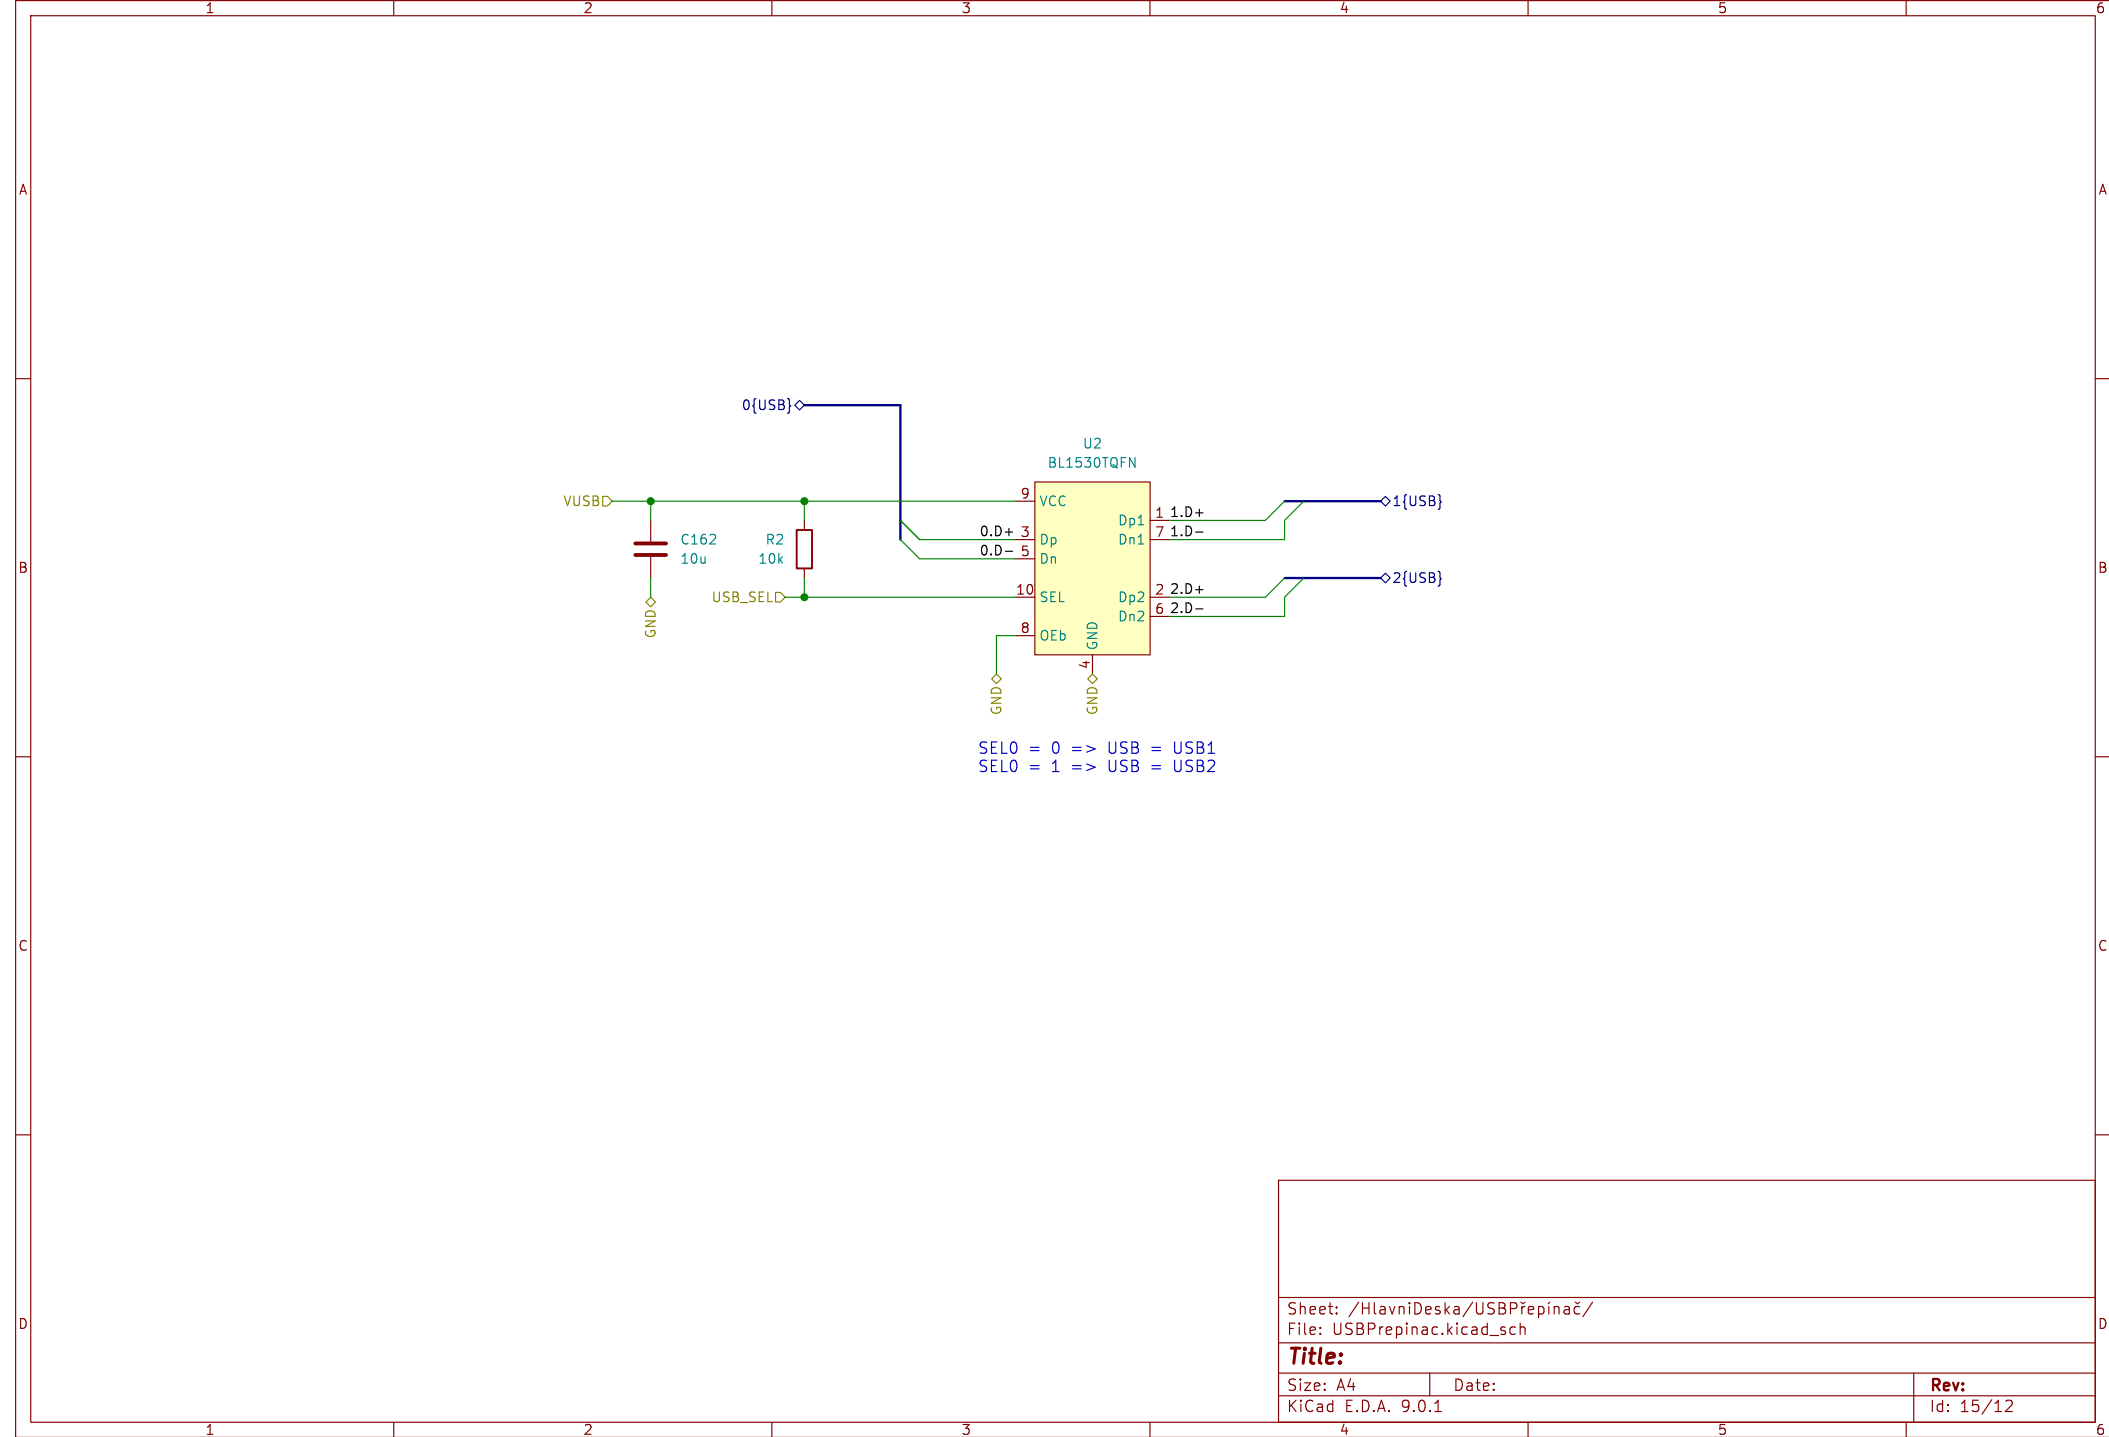 1 2 3 4 5 6
A A
0{USB}
U2
BL1530TQFN
VUSB 9 VCC 1{USB}
1 1.D+
Dp1
0.D+ 3 Dp
7 1.D-
Dn1
0.D- 5 Dn
C162
10u
R2
10k
B B
2{USB}
USB_SEL 10 SEL
2 2.D+
Dp2
6 2.D-
Dn2
GND
8 OEb
GND
4
GND
GND
SEL0 = 0 => USB = USB1
SEL0 = 1 => USB = USB2
C C
Sheet: /HlavniDeska/USBPřepínač/
File: USBPrepinac.kicad_sch
D D
Title:
Size: A4 Date: Rev:
KiCad E.D.A. 9.0.1 Id: 15/12
1 2 3 4 5 6